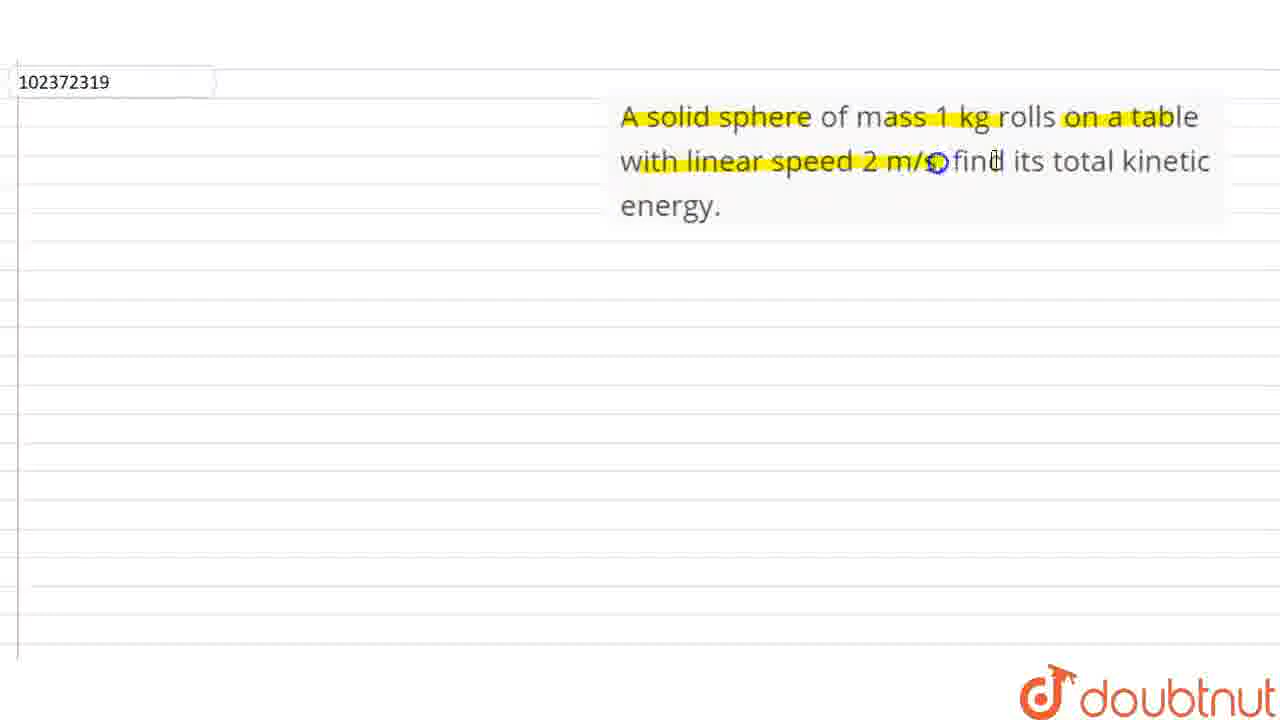 102372319
A solid sphere of mass 1 kg rolls on a table
with linear speed 2 m/s, find its total kinetic
energy.
doubtnut